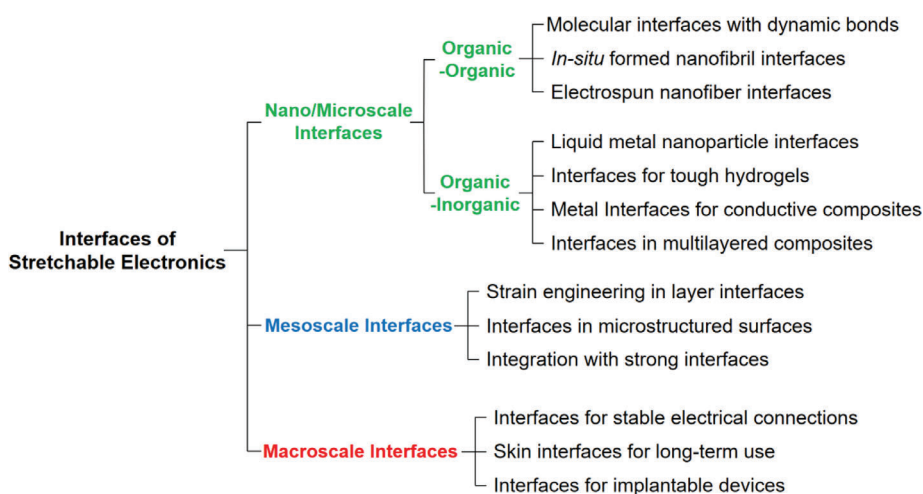 Interfaces of
Stretchable Electronics
Nano/Microscale
Interfaces
Organic
-Organic
Molecular interfaces with dynamic bonds
In-situ formed nanofibril interfaces
Electrospun nanofiber interfaces
Organic
-Inorganic
Liquid metal nanoparticle interfaces
Interfaces for tough hydrogels
Metal Interfaces for conductive composites
Interfaces in multilayered composites
Mesoscale Interfaces
Strain engineering in layer interfaces
Interfaces in microstructured surfaces
Integration with strong interfaces
Macroscale Interfaces
Interfaces for stable electrical connections
Skin interfaces for long-term use
Interfaces for implantable devices